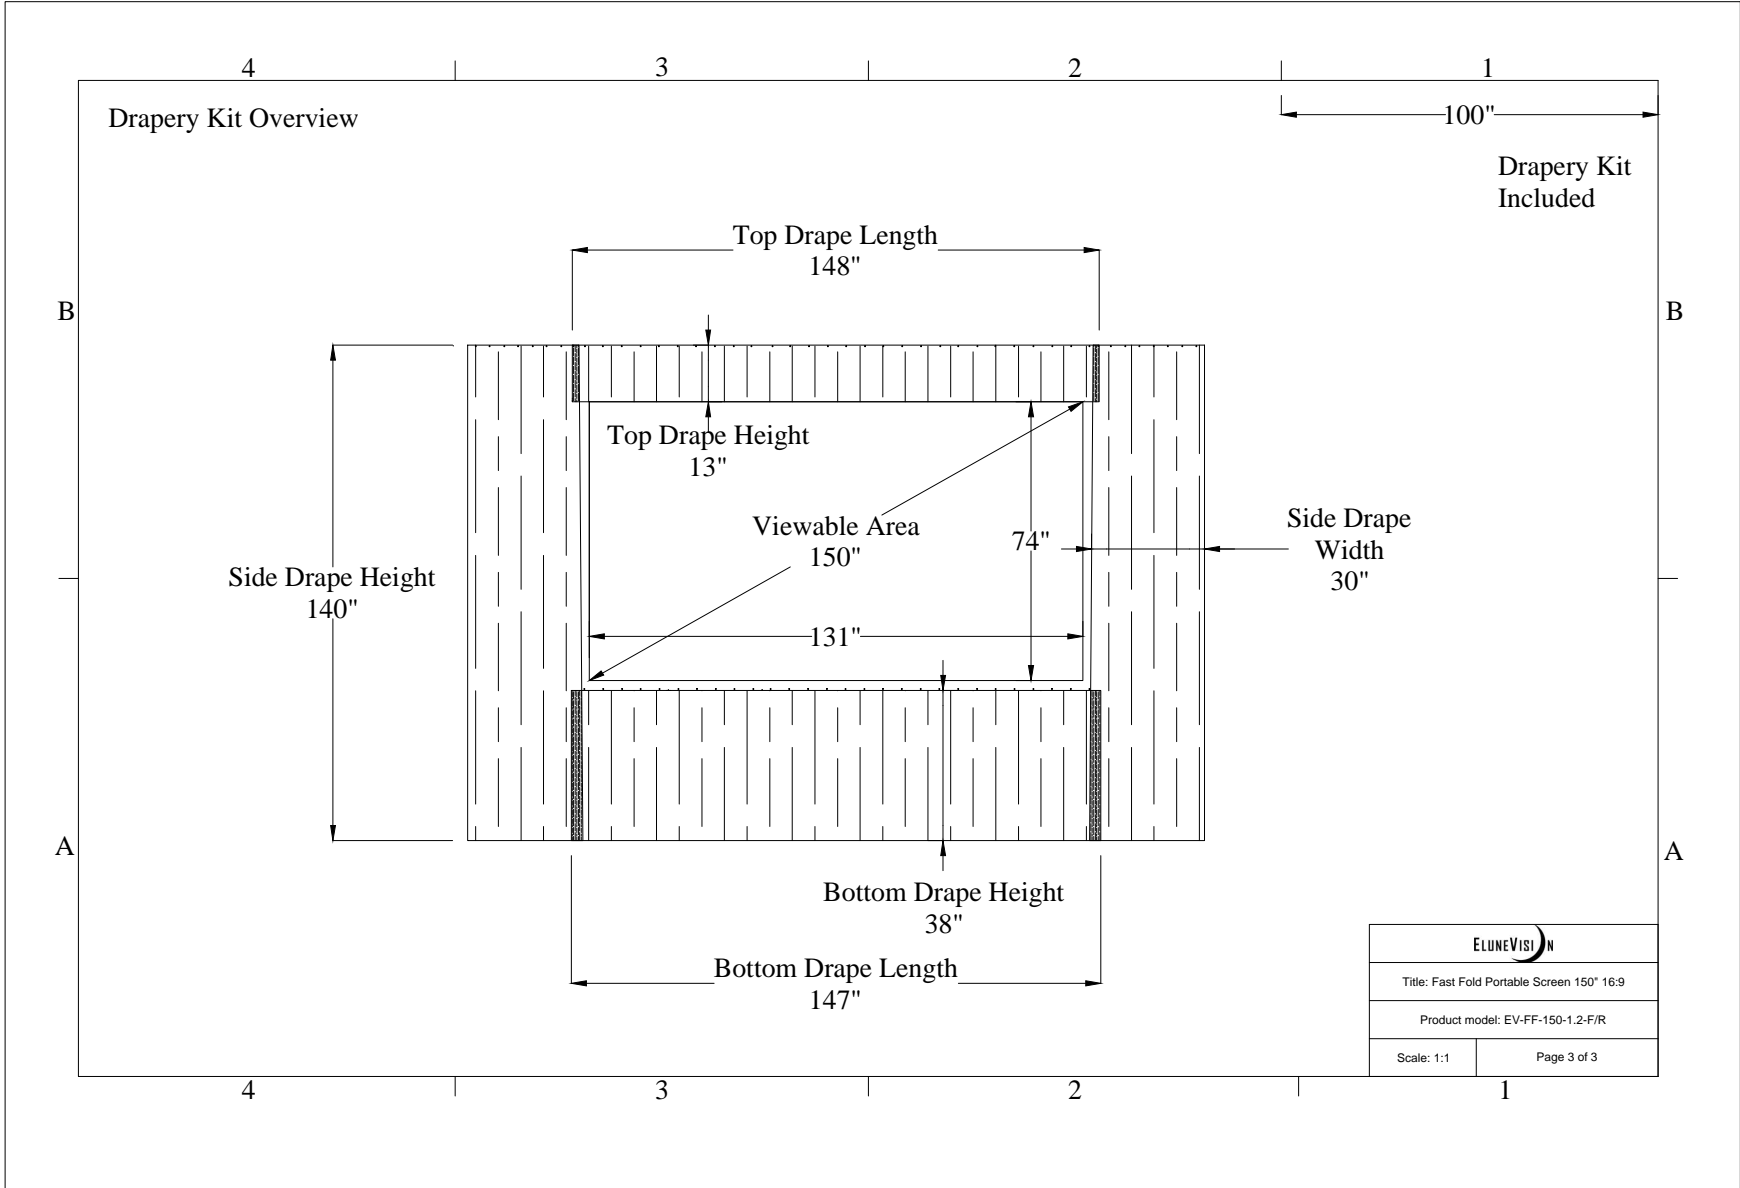 4 3 2 1
Drapery Kit Overview
100"
Drapery Kit
Included
Top Drape Length
148"
B B
Top Drape Height
13"
Viewable Area
150"
74"
Side Drape
Width
30"
Side Drape Height
140"
131"
A A
Bottom Drape Height
38"
Bottom Drape Length
147"
ELUNEVISION
Title: Fast Fold Portable Screen 150" 16:9
Product model: EV-FF-150-1.2-F/R
Scale: 1:1 Page 3 of 3
4 3 2 1